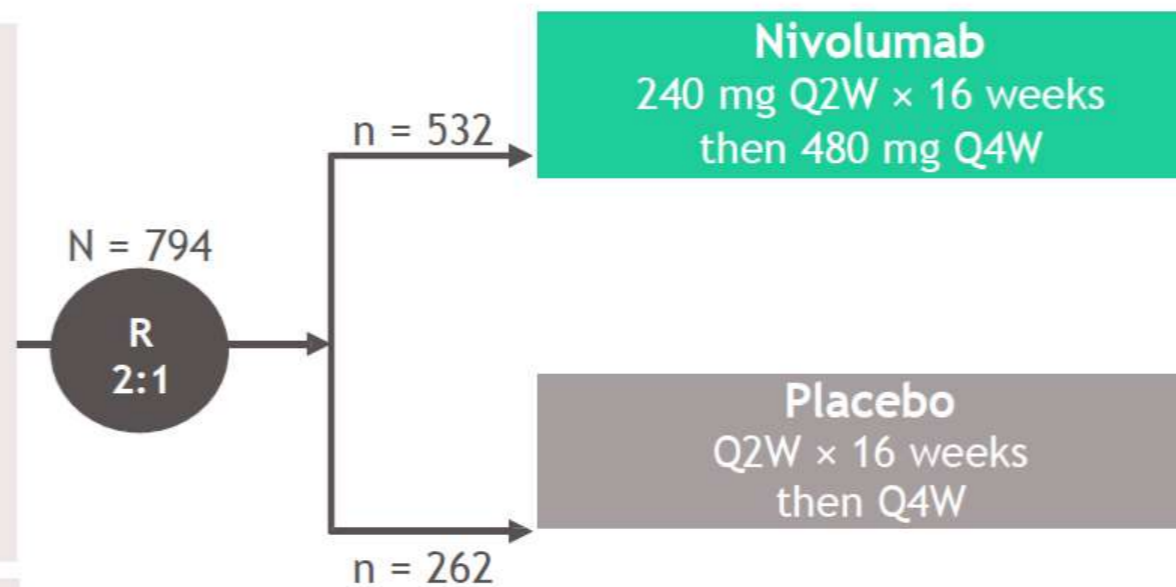 N = 794
R
2:1
n = 532
Nivolumab
240 mg Q2W × 16 weeks
then 480 mg Q4W
n = 262
Placebo
Q2W × 16 weeks
then Q4W